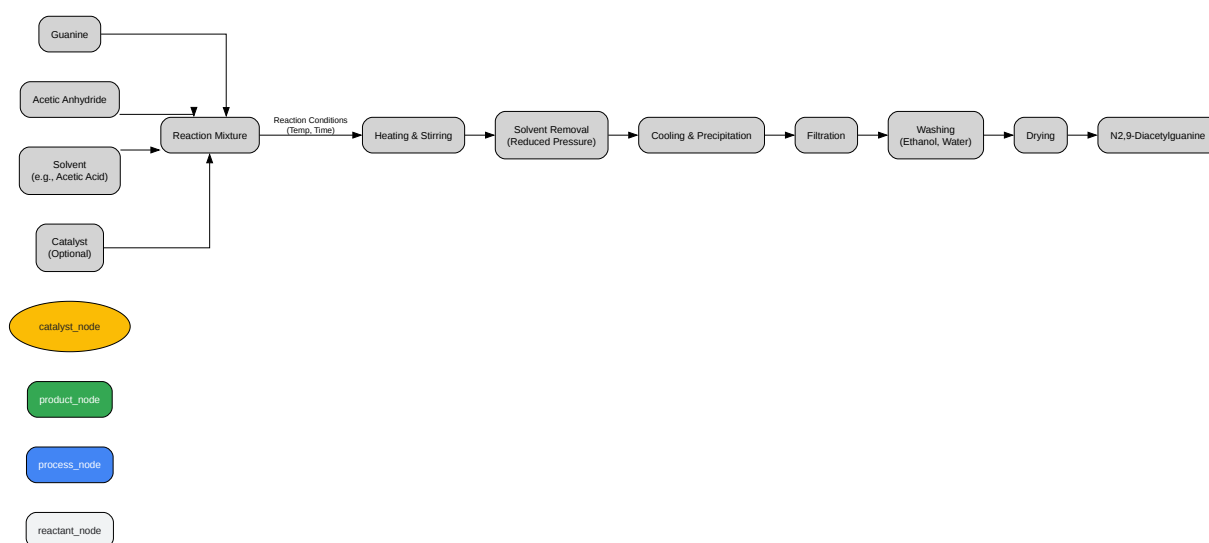 Guanine
Acetic Anhydride
Solvent
(e.g., Acetic Acid)
Catalyst
(Optional)
Reaction Mixture
Reaction Conditions
(Temp, Time)
Heating & Stirring
Solvent Removal
(Reduced Pressure)
Cooling & Precipitation
Filtration
Washing
(Ethanol, Water)
Drying
N2,9-Diacetylguanine
catalyst_node
product_node
process_node
reactant_node